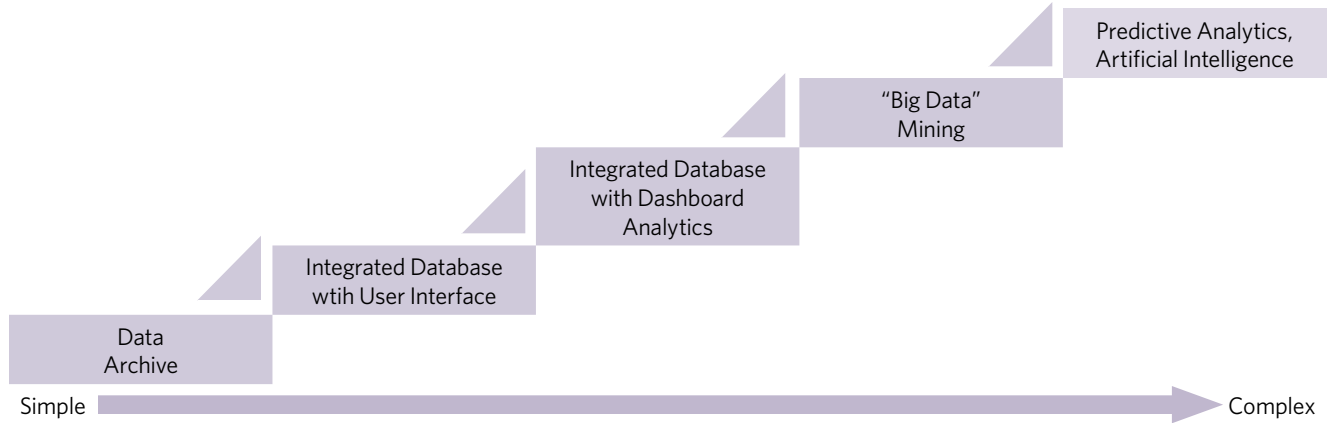 Predictive Analytics,
Artificial Intelligence
“Big Data”
Mining
Integrated Database
with Dashboard
Analytics
Integrated Database
wtih User Interface
Data
Archive
Simple
Complex